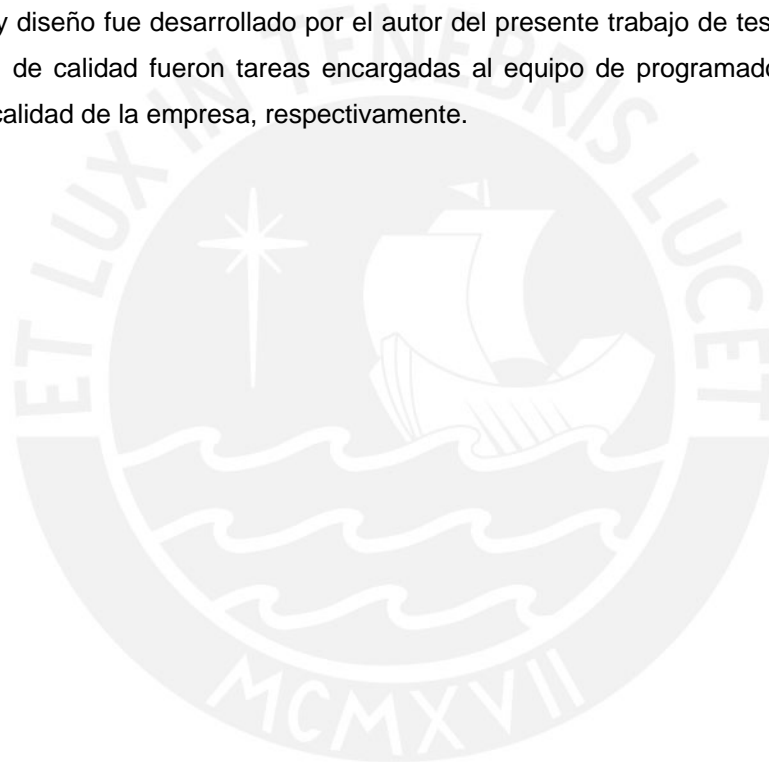 y diseño fue desarrollado por el autor del presente trabajo de tes
de calidad fueron tareas encargadas al equipo de programado
calidad de la empresa, respectivamente.
ET LUX IN TENEBRIS LUCET
MCMXVII